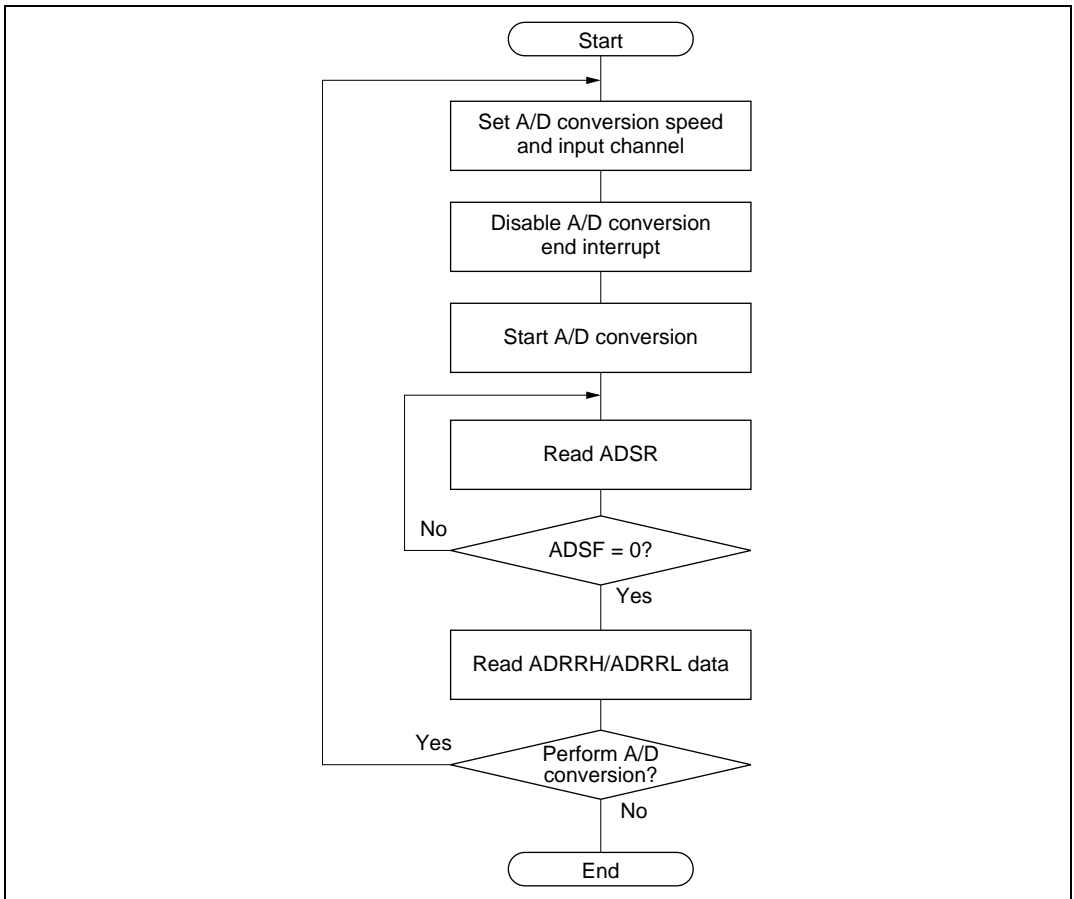 Start
Set A/D conversion speed
and input channel
Disable A/D conversion
end interrupt
Start A/D conversion
Read ADSR
No
ADSF = 0?
Yes
Read ADRRH/ADRRL data
Yes
Perform A/D
conversion?
No
End